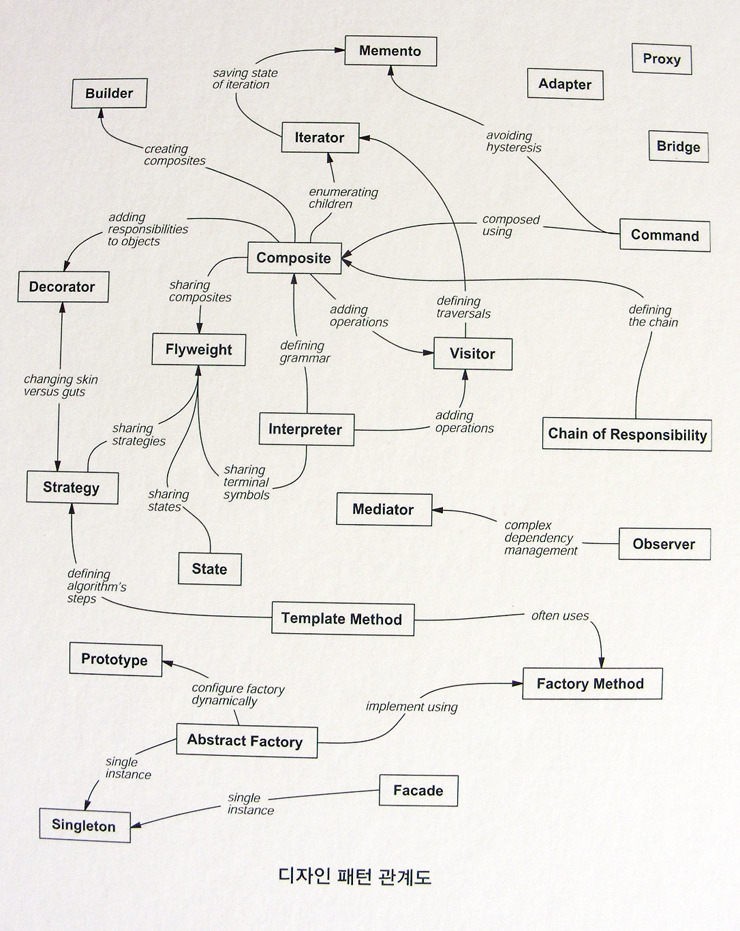 Memento
Proxy
saving state
of iteration
Adapter
Builder
Iterator
avoiding
hysteresis
Bridge
creating
composites
enumerating
children
adding
responsibilities
to objects
composed
using
Command
Composite
Decorator
sharing
composites
adding
operations
defining
traversals
defining
the chain
Flyweight
defining
grammar
Visitor
changing skin
versus guts
sharing
strategies
Interpreter
adding
operations
Chain of Responsibility
Strategy
sharing
terminal
symbols
sharing
states
Mediator
complex
dependency
management
Observer
State
defining
algorithm's
steps
Template Method
often uses
Prototype
configure factory
dynamically
Factory Method
implement using
Abstract Factory
single
instance
Facade
single
instance
Singleton
디자인 패턴 관계도